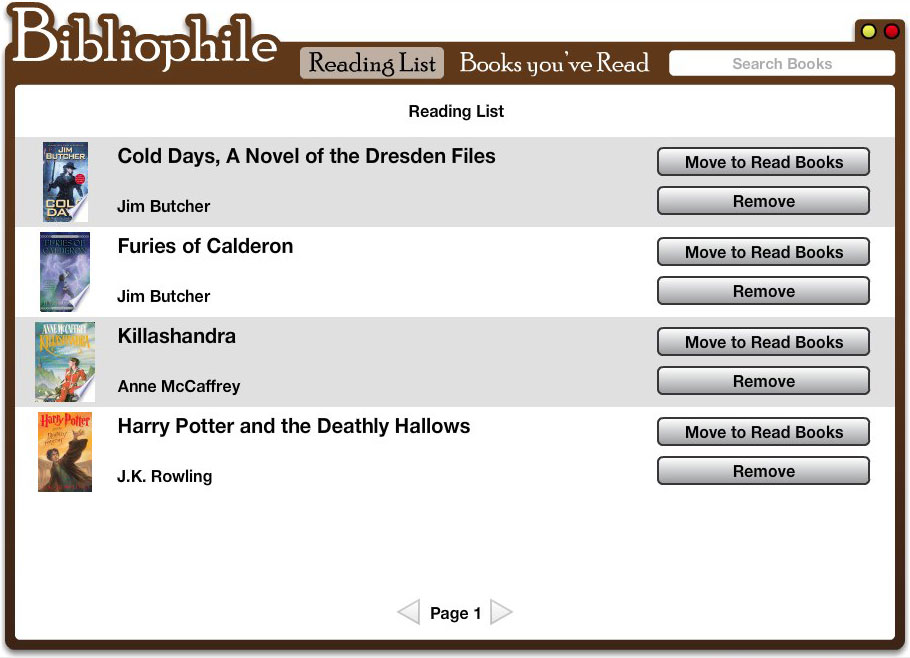 Bibliophile
Reading List
Books you've Read
Search Books
Reading List
JIM
BUTCHER
COLD
DA
Cold Days, A Novel of the Dresden Files
Jim Butcher
Move to Read Books
Remove
FURIES OF
CALDERON
Furies of Calderon
Jim Butcher
Move to Read Books
Remove
ANNE McCAFFREY
KILLASHANDRA
Killashandra
Anne McCaffrey
Move to Read Books
Remove
Harry Potter
Deathly Hallows
Harry Potter and the Deathly Hallows
J.K. Rowling
Move to Read Books
Remove
Page 1